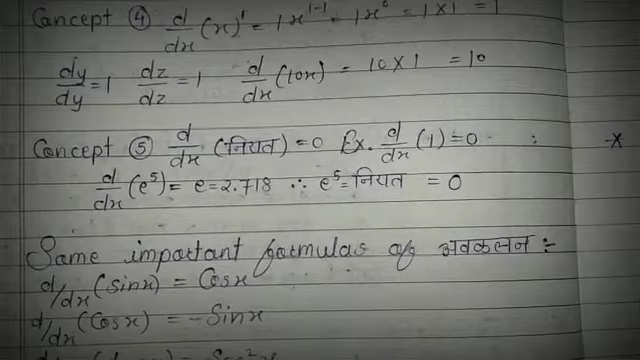 Concept ④ d/dx (x)¹ = 1x¹⁻¹ = 1x⁰ = 1×1 = 1
dy/dy = 1 dz/dz = 1 d/dx (10x) = 10×1 = 10
Concept ⑤ d/dx (नियत) = 0 Ex. d/dx (1) = 0
d/dx (e⁵) = e = 2.718 ∴ e⁵ = नियत = 0
Some important formulas of अवकलन :-
d/dx (sinx) = Cosx
d/dx (Cosx) = -Sinx